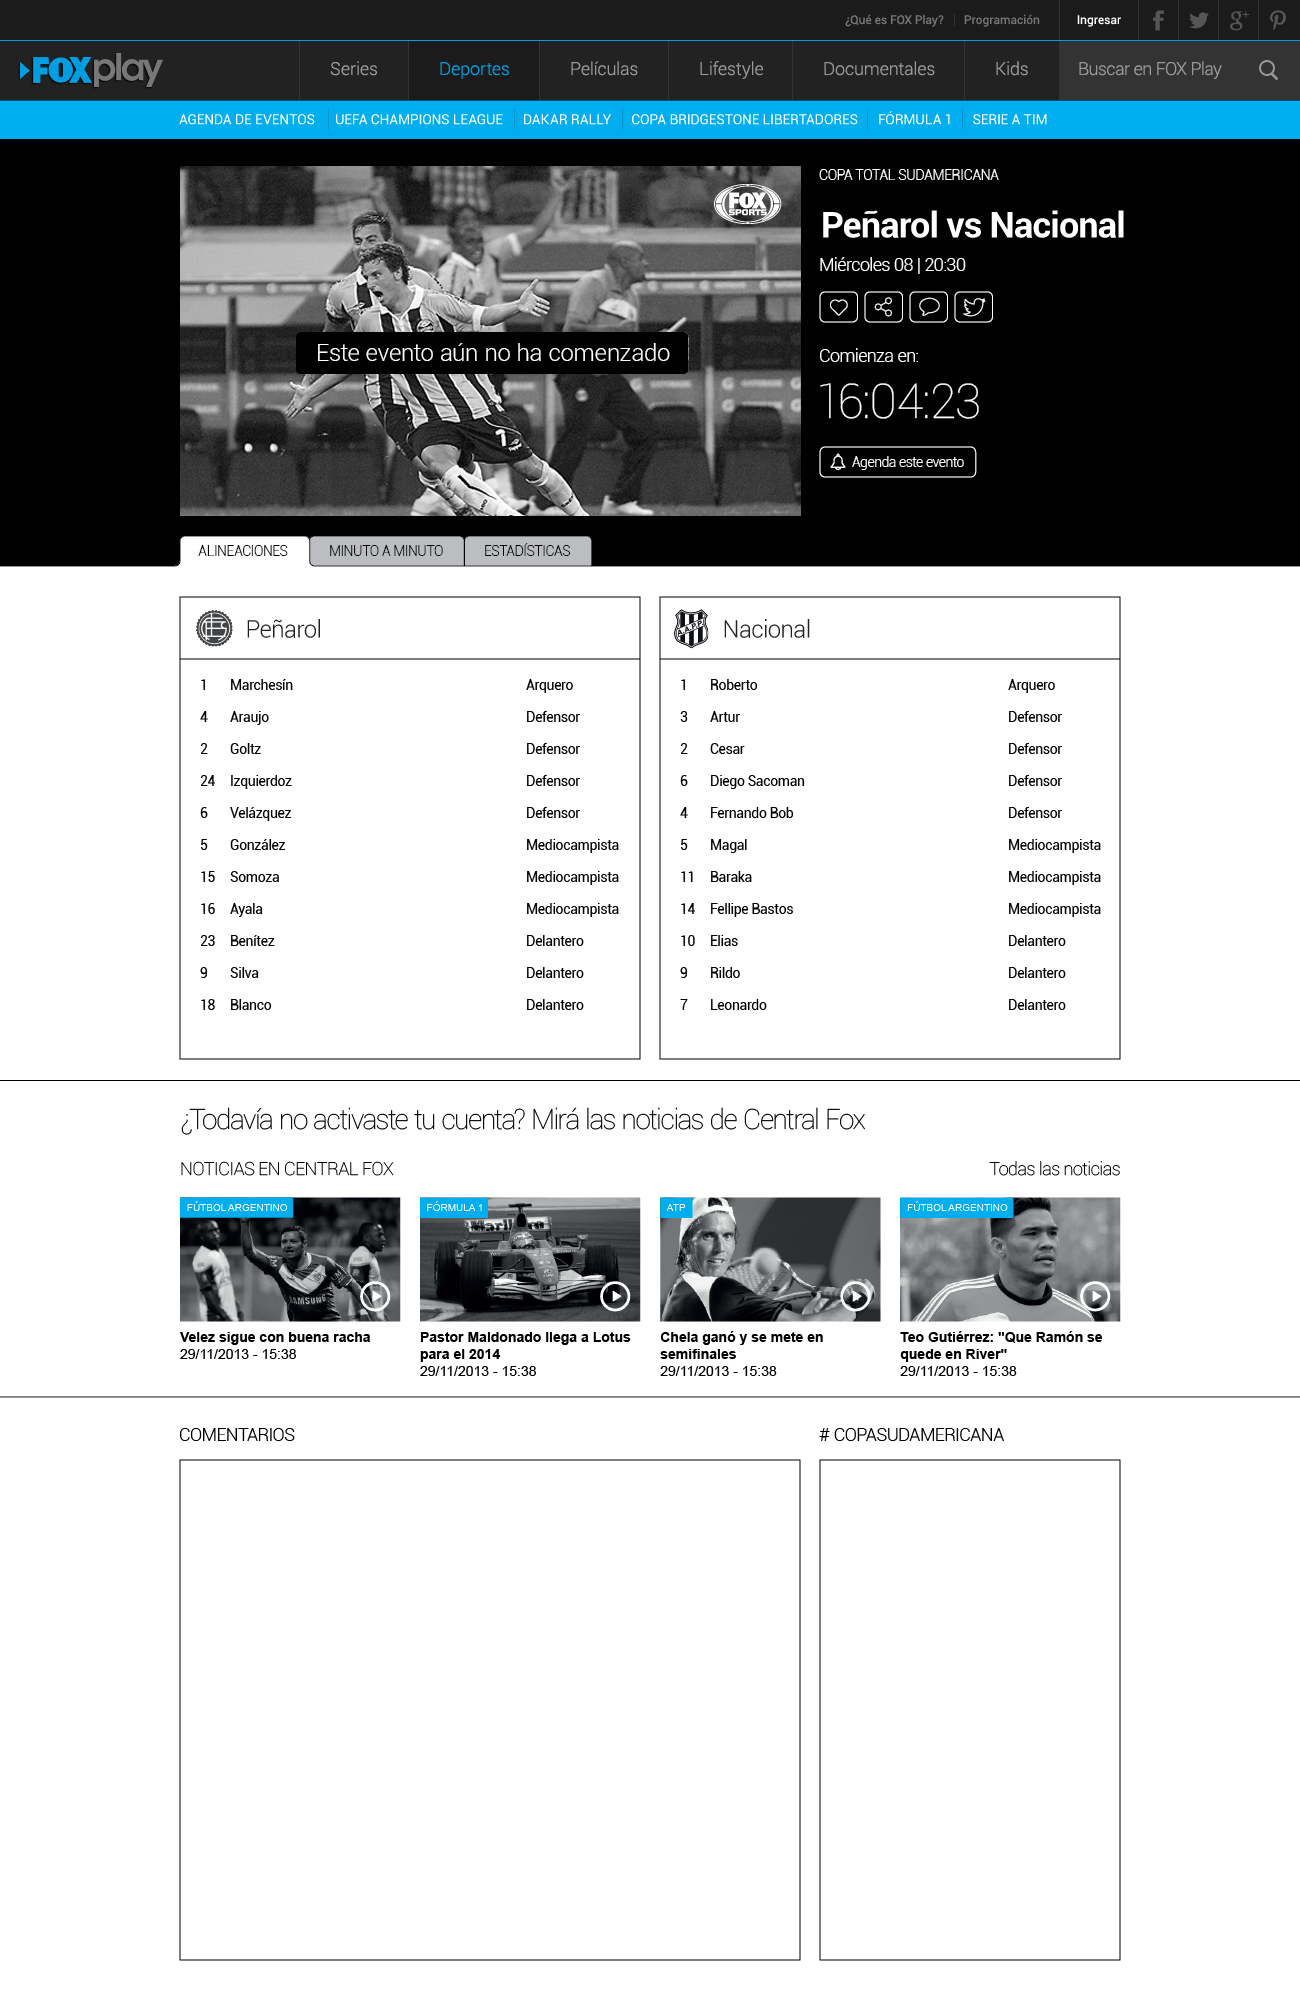 ¿Qué es FOX Play? Programación Ingresar
FOXplay Series Deportes Películas Lifestyle Documentales Kids Buscar en FOX Play
AGENDA DE EVENTOS UEFA CHAMPIONS LEAGUE DAKAR RALLY COPA BRIDGESTONE LIBERTADORES FÓRMULA 1 SERIE A TIM
FOX
SPORTS
Este evento aún no ha comenzado
7
COPA TOTAL SUDAMERICANA
Peñarol vs Nacional
Miércoles 08 | 20:30
Comienza en:
16:04:23
Agenda este evento
ALINEACIONES MINUTO A MINUTO ESTADÍSTICAS
Peñarol
1 Marchesín Arquero
4 Araujo Defensor
2 Goltz Defensor
24 Izquierdoz Defensor
6 Velázquez Defensor
5 González Mediocampista
15 Somoza Mediocampista
16 Ayala Mediocampista
23 Benítez Delantero
9 Silva Delantero
18 Blanco Delantero
Nacional
1 Roberto Arquero
3 Artur Defensor
2 Cesar Defensor
6 Diego Sacoman Defensor
4 Fernando Bob Defensor
5 Magal Mediocampista
11 Baraka Mediocampista
14 Fellipe Bastos Mediocampista
10 Elias Delantero
9 Rildo Delantero
7 Leonardo Delantero
¿Todavía no activaste tu cuenta? Mirá las noticias de Central Fox
NOTICIAS EN CENTRAL FOX Todas las noticias
FÚTBOL ARGENTINO
SAMSUNG
Velez sigue con buena racha
29/11/2013 - 15:38
FÓRMULA 1
Marlboro
Pastor Maldonado llega a Lotus
para el 2014
29/11/2013 - 15:38
ATP
Chela ganó y se mete en
semifinales
29/11/2013 - 15:38
FÚTBOL ARGENTINO
Teo Gutiérrez: "Que Ramón se
quede en River"
29/11/2013 - 15:38
COMENTARIOS
# COPASUDAMERICANA